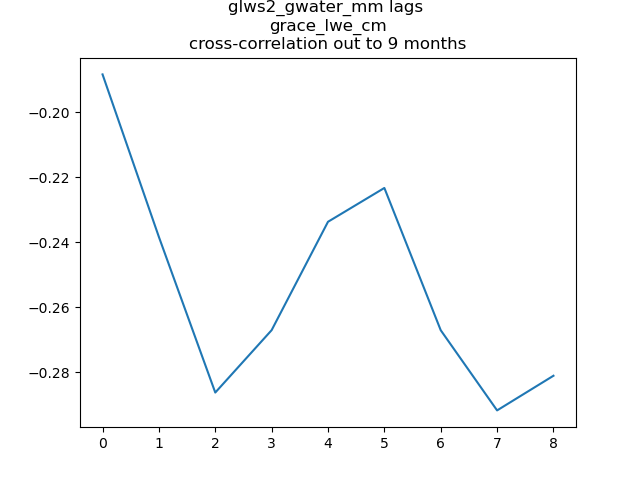 glws2_gwater_mm lags
grace_lwe_cm
cross-correlation out to 9 months
−0.20
−0.22
−0.24
−0.26
−0.28
0 1 2 3 4 5 6 7 8